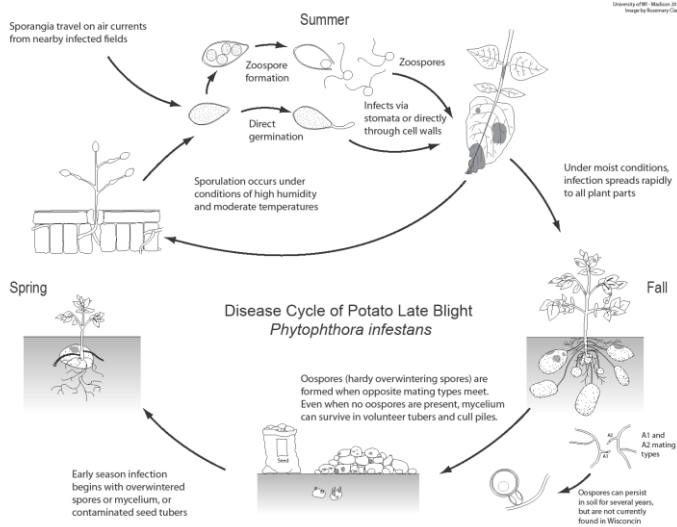 University of WI - Madison 20
Image by Rosemary Cla
Summer
Sporangia travel on air currents
from nearby infected fields
Zoospore
formation
Zoospores
Direct
germination
Infects via
stomata or directly
through cell walls
Sporulation occurs under
conditions of high humidity
and moderate temperatures
Under moist conditions,
infection spreads rapidly
to all plant parts
Spring
Fall
Disease Cycle of Potato Late Blight
Phytophthora infestans
Oospores (hardy overwintering spores) are
formed when opposite mating types meet.
Even when no oospores are present, mycelium
can survive in volunteer tubers and cull piles.
Seed
A2
A1
A1 and
A2 mating
types
Early season infection
begins with overwintered
spores or mycelium, or
contaminated seed tubers
Oospores can persist
in soil for several years,
but are not currently
found in Wisconcin